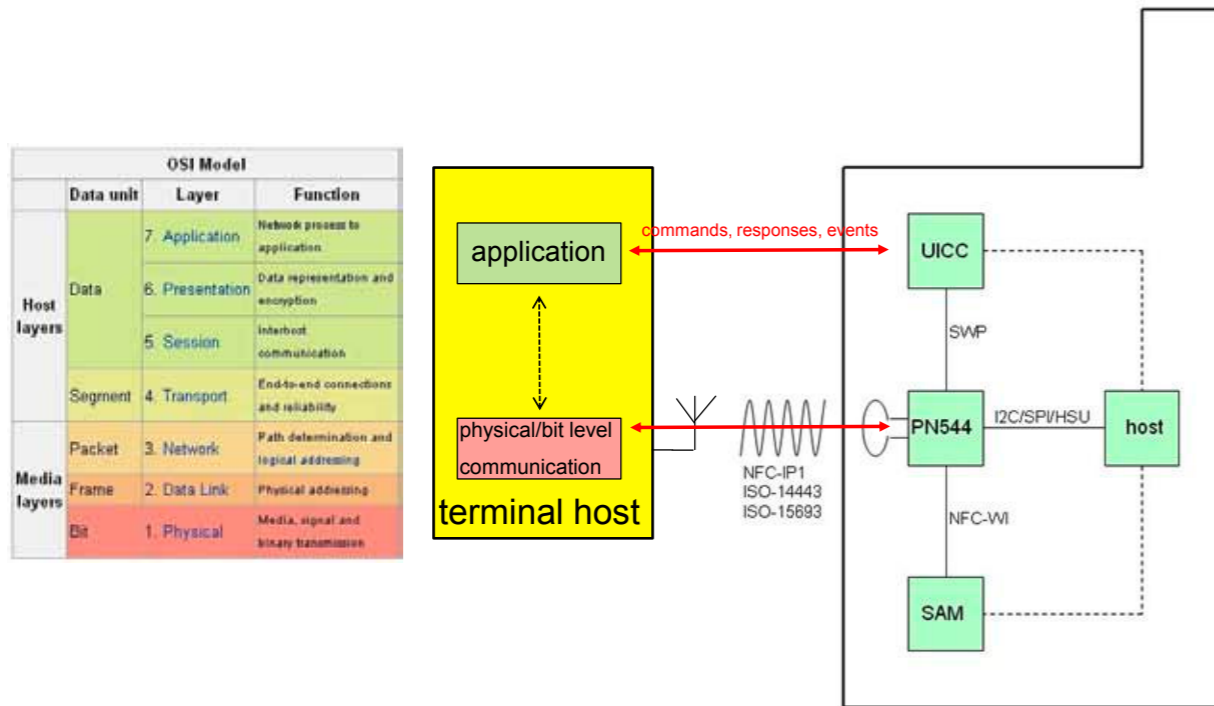 OSI Model
Data unit Layer Function
Host
layers
Data
7. Application
Network process to
application
6. Presentation
Data representation and
encryption
5. Session
Interhost
communication
Segment
4. Transport
End-to-end connections
and reliability
Media
layers
Packet
3. Network
Path determination and
logical addressing
Frame
2. Data Link
Physical addressing
Bit
1. Physical
Media, signal and
binary transmission
application
physical/bit level
communication
terminal host
commands, responses, events
NFC-IP1
ISO-14443
ISO-15693
UICC
SWP
PN544
I2C/SPI/HSU
host
NFC-WI
SAM